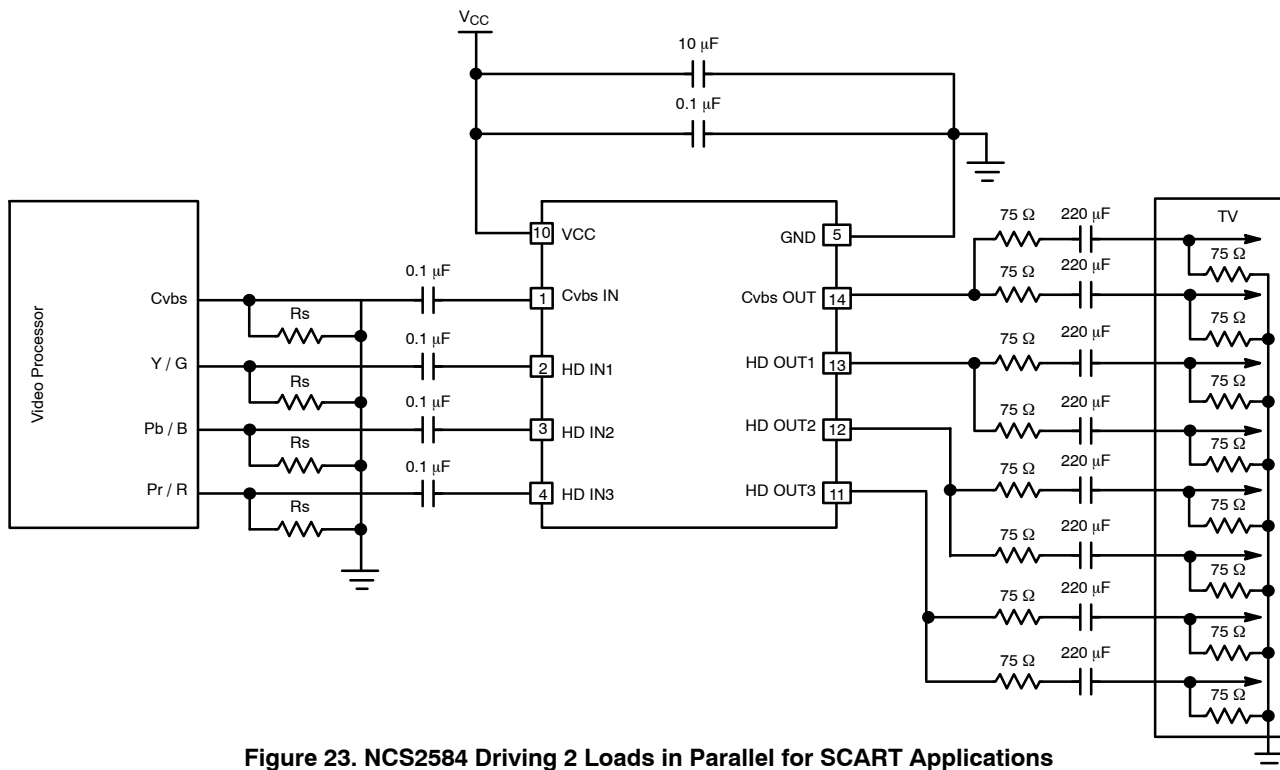 VCC
10 μF
0.1 μF
Video Processor
Cvbs
Y / G
Pb / B
Pr / R
Rs
Rs
Rs
Rs
0.1 μF
0.1 μF
0.1 μF
0.1 μF
10 VCC
1 Cvbs IN
2 HD IN1
3 HD IN2
4 HD IN3
GND 5
Cvbs OUT 14
HD OUT1 13
HD OUT2 12
HD OUT3 11
75 Ω 220 μF
75 Ω 220 μF
75 Ω 220 μF
75 Ω 220 μF
75 Ω 220 μF
75 Ω 220 μF
75 Ω 220 μF
75 Ω 220 μF
TV
75 Ω
75 Ω
75 Ω
75 Ω
75 Ω
75 Ω
75 Ω
75 Ω
Figure 23. NCS2584 Driving 2 Loads in Parallel for SCART Applications